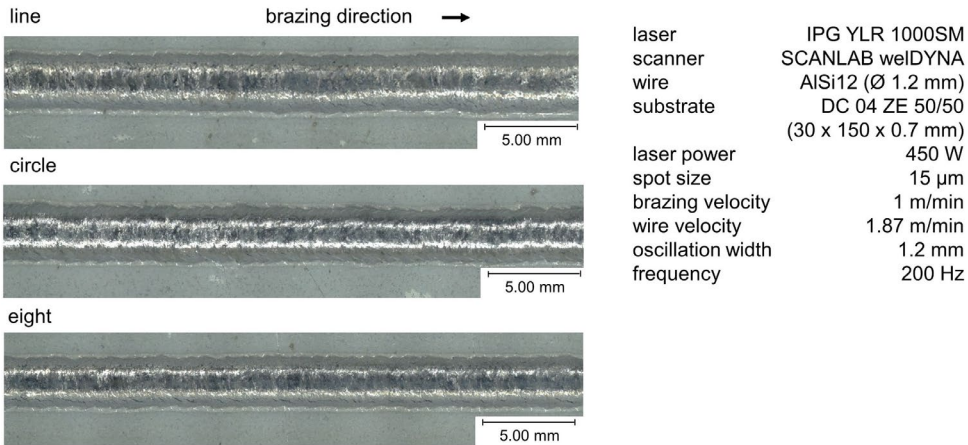 line
brazing direction
5.00 mm
circle
5.00 mm
eight
5.00 mm
laser IPG YLR 1000SM
scanner SCANLAB welDYNA
wire AlSi12 (Ø 1.2 mm)
substrate DC 04 ZE 50/50
(30 x 150 x 0.7 mm)
laser power 450 W
spot size 15 µm
brazing velocity 1 m/min
wire velocity 1.87 m/min
oscillation width 1.2 mm
frequency 200 Hz